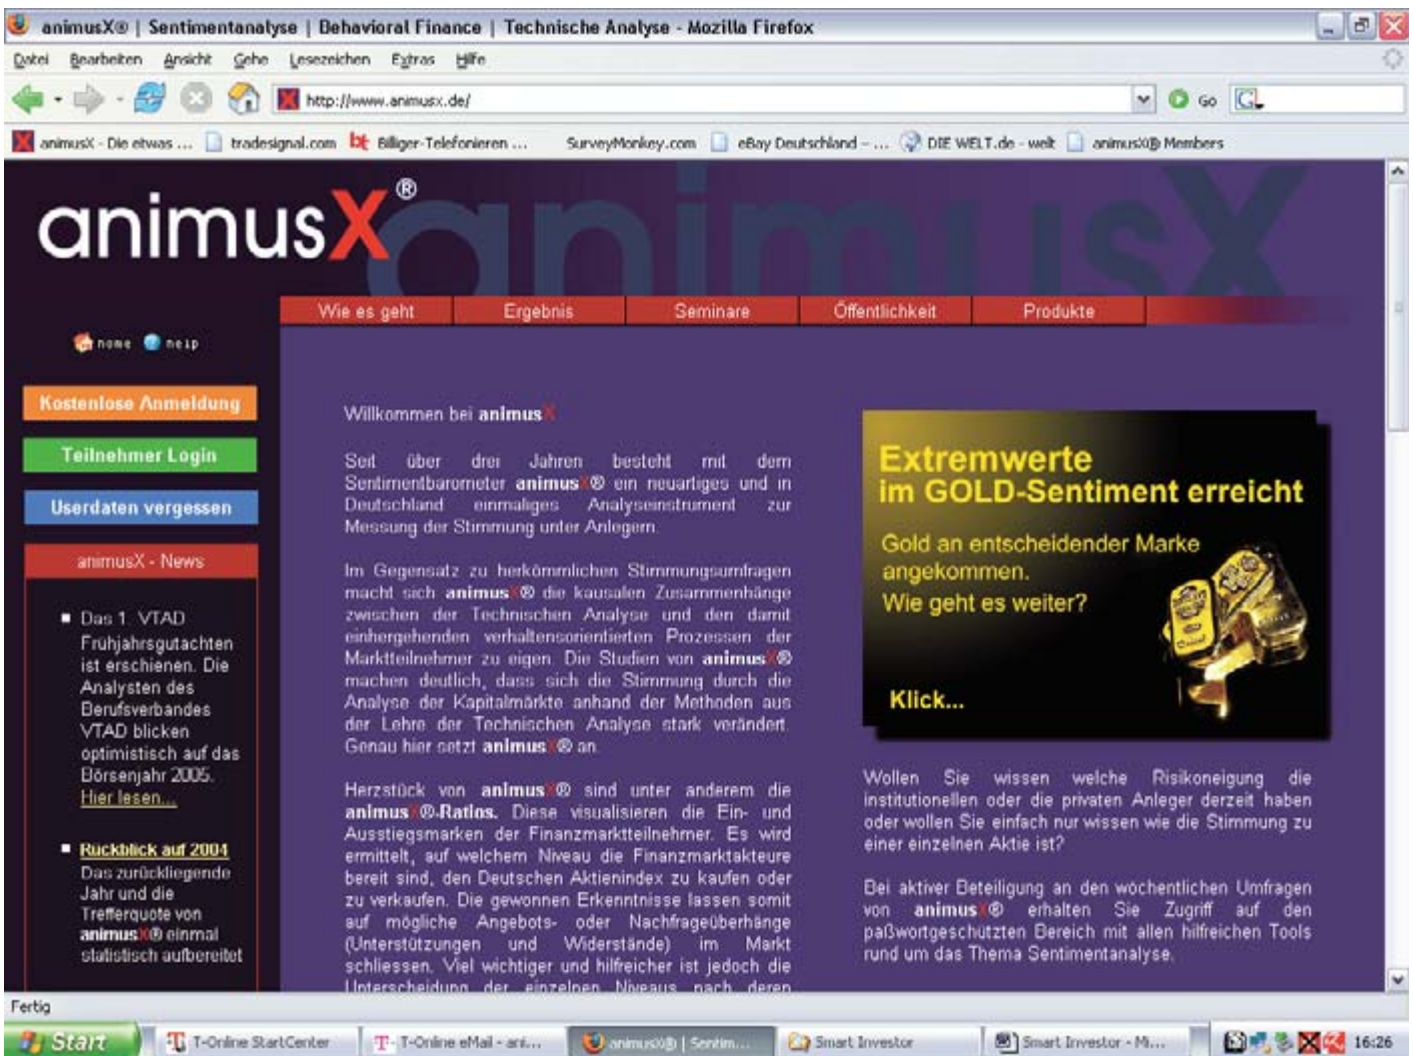 animusX® | Sentimentanalyse | Behavioral Finance | Technische Analyse - Mozilla Firefox
Datei Bearbeiten Ansicht Gehe Lesezeichen Extras Hilfe
http://www.animusx.de/ Go G
animusX - Die etwas ... tradesignal.com bt Billiger-Telefonieren ... SurveyMonkey.com eBay Deutschland – ... DIE WELT.de - welt animusX® Members
animusX®
animusX
Wie es geht Ergebnis Seminare Öffentlichkeit Produkte
home help
Kostenlose Anmeldung
Teilnehmer Login
Userdaten vergessen
animusX - News
Das 1. VTAD
Frühjahrsgutachten
ist erschienen. Die
Analysten des
Berufsverbandes
VTAD blicken
optimistisch auf das
Börsenjahr 2005.
Hier lesen...
Rückblick auf 2004
Das zurückliegende
Jahr und die
Trefferquote von
animusX® einmal
statistisch aufbereitet
Willkommen bei animusX
Seit über drei Jahren besteht mit dem
Sentimentbarometer animusX® ein neuartiges und in
Deutschland einmaliges Analyseinstrument zur
Messung der Stimmung unter Anlegern.
Im Gegensatz zu herkömmlichen Stimmungsumfragen
macht sich animusX® die kausalen Zusammenhänge
zwischen der Technischen Analyse und den damit
einhergehenden verhaltensorientierten Prozessen der
Marktteilnehmer zu eigen. Die Studien von animusX®
machen deutlich, dass sich die Stimmung durch die
Analyse der Kapitalmärkte anhand der Methoden aus
der Lehre der Technischen Analyse stark verändert.
Genau hier setzt animusX® an.
Herzstück von animusX® sind unter anderem die
animusX®-Ratios. Diese visualisieren die Ein- und
Ausstiegsmarken der Finanzmarktteilnehmer. Es wird
ermittelt, auf welchem Niveau die Finanzmarktakteure
bereit sind, den Deutschen Aktienindex zu kaufen oder
zu verkaufen. Die gewonnen Erkenntnisse lassen somit
auf mögliche Angebots- oder Nachfrageüberhänge
(Unterstützungen und Widerstände) im Markt
schliessen. Viel wichtiger und hilfreicher ist jedoch die
Unterscheidung der einzelnen Niveaus nach deren
Extremwerte
im GOLD-Sentiment erreicht
Gold an entscheidender Marke
angekommen.
Wie geht es weiter?
Klick...
Wollen Sie wissen welche Risikoneigung die
institutionellen oder die privaten Anleger derzeit haben
oder wollen Sie einfach nur wissen wie die Stimmung zu
einer einzelnen Aktie ist?
Bei aktiver Beteiligung an den wöchentlichen Umfragen
von animusX® erhalten Sie Zugriff auf den
paßwortgeschützten Bereich mit allen hilfreichen Tools
rund um das Thema Sentimentanalyse.
Fertig
Start T-Online StartCenter T-Online eMail - ani... animusX® | Sentim... Smart Investor Smart Investor - Mi... 16:26